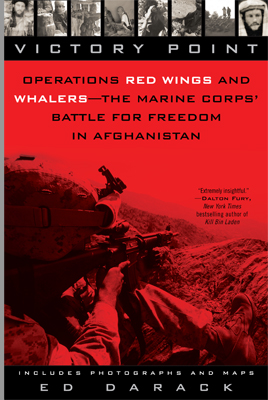 VICTORY POINT
OPERATIONS RED WINGS AND
WHALERS—THE MARINE CORPS'
BATTLE FOR FREEDOM
IN AFGHANISTAN
"Extremely insightful."
—DALTON FURY,
New York Times
bestselling author of
Kill Bin Laden
INCLUDES PHOTOGRAPHS AND MAPS
ED DARACK